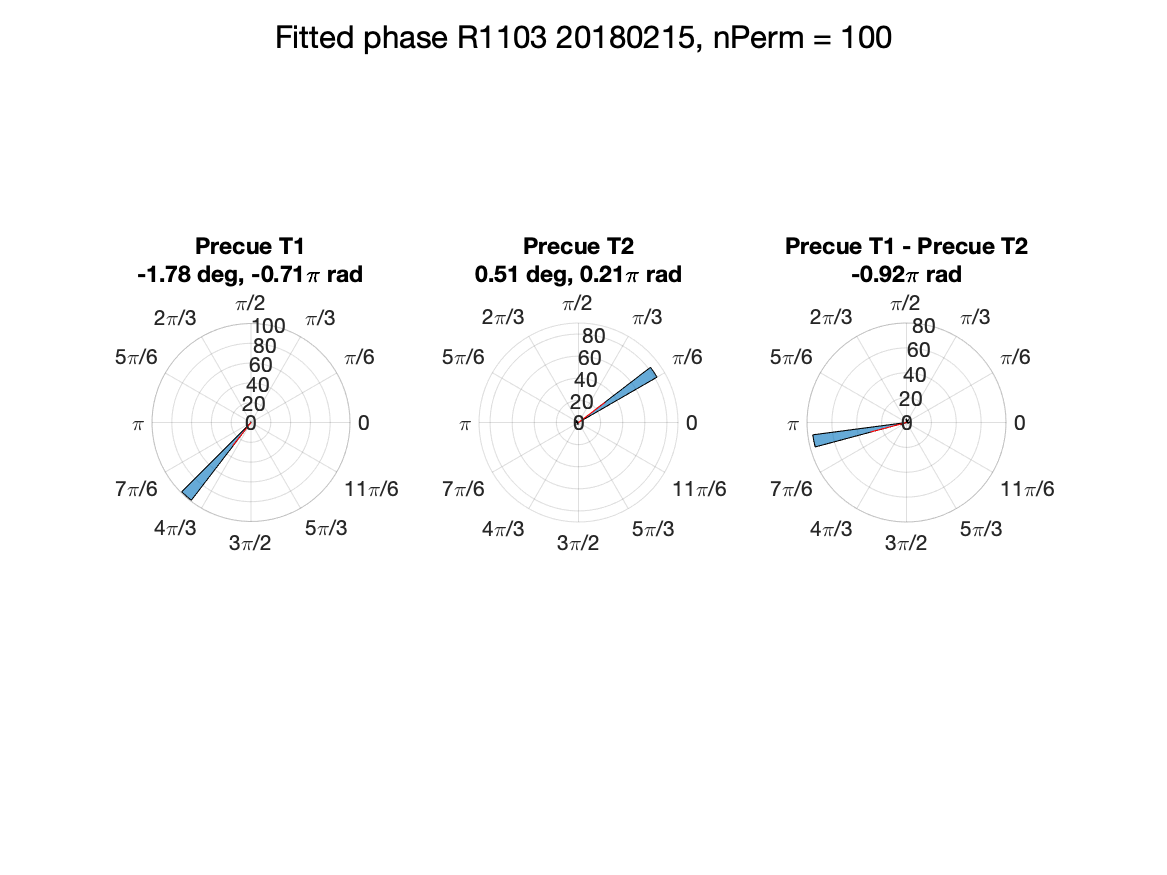 Fitted phase R1103 20180215, nPerm = 100
Precue T1
-1.78 deg, -0.71π rad
π/2
2π/3
π/3
5π/6
π/6
π
0
7π/6
11π/6
4π/3
5π/3
3π/2
100
80
60
40
20
0
Precue T2
0.51 deg, 0.21π rad
π/2
2π/3
π/3
5π/6
π/6
π
0
7π/6
11π/6
4π/3
5π/3
3π/2
80
60
40
20
0
Precue T1 - Precue T2
-0.92π rad
π/2
2π/3
π/3
5π/6
π/6
π
0
7π/6
11π/6
4π/3
5π/3
3π/2
80
60
40
20
0